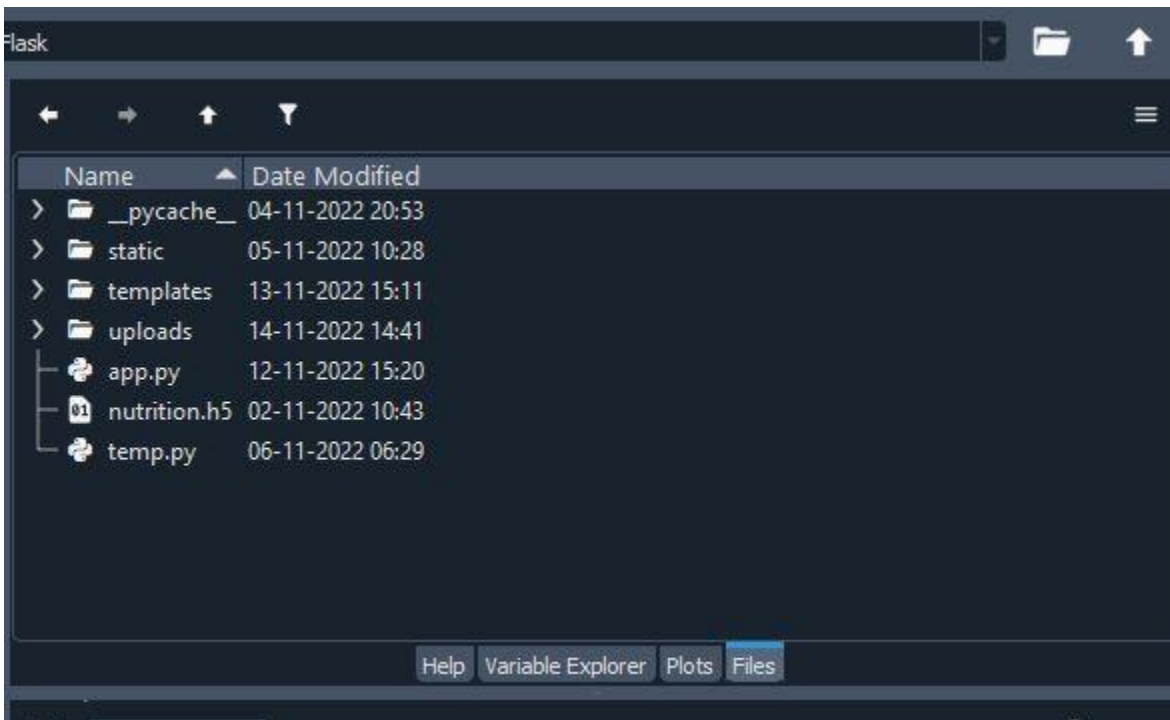 Flask
Name Date Modified
__pycache__ 04-11-2022 20:53
static 05-11-2022 10:28
templates 13-11-2022 15:11
uploads 14-11-2022 14:41
app.py 12-11-2022 15:20
nutrition.h5 02-11-2022 10:43
temp.py 06-11-2022 06:29
Help Variable Explorer Plots Files